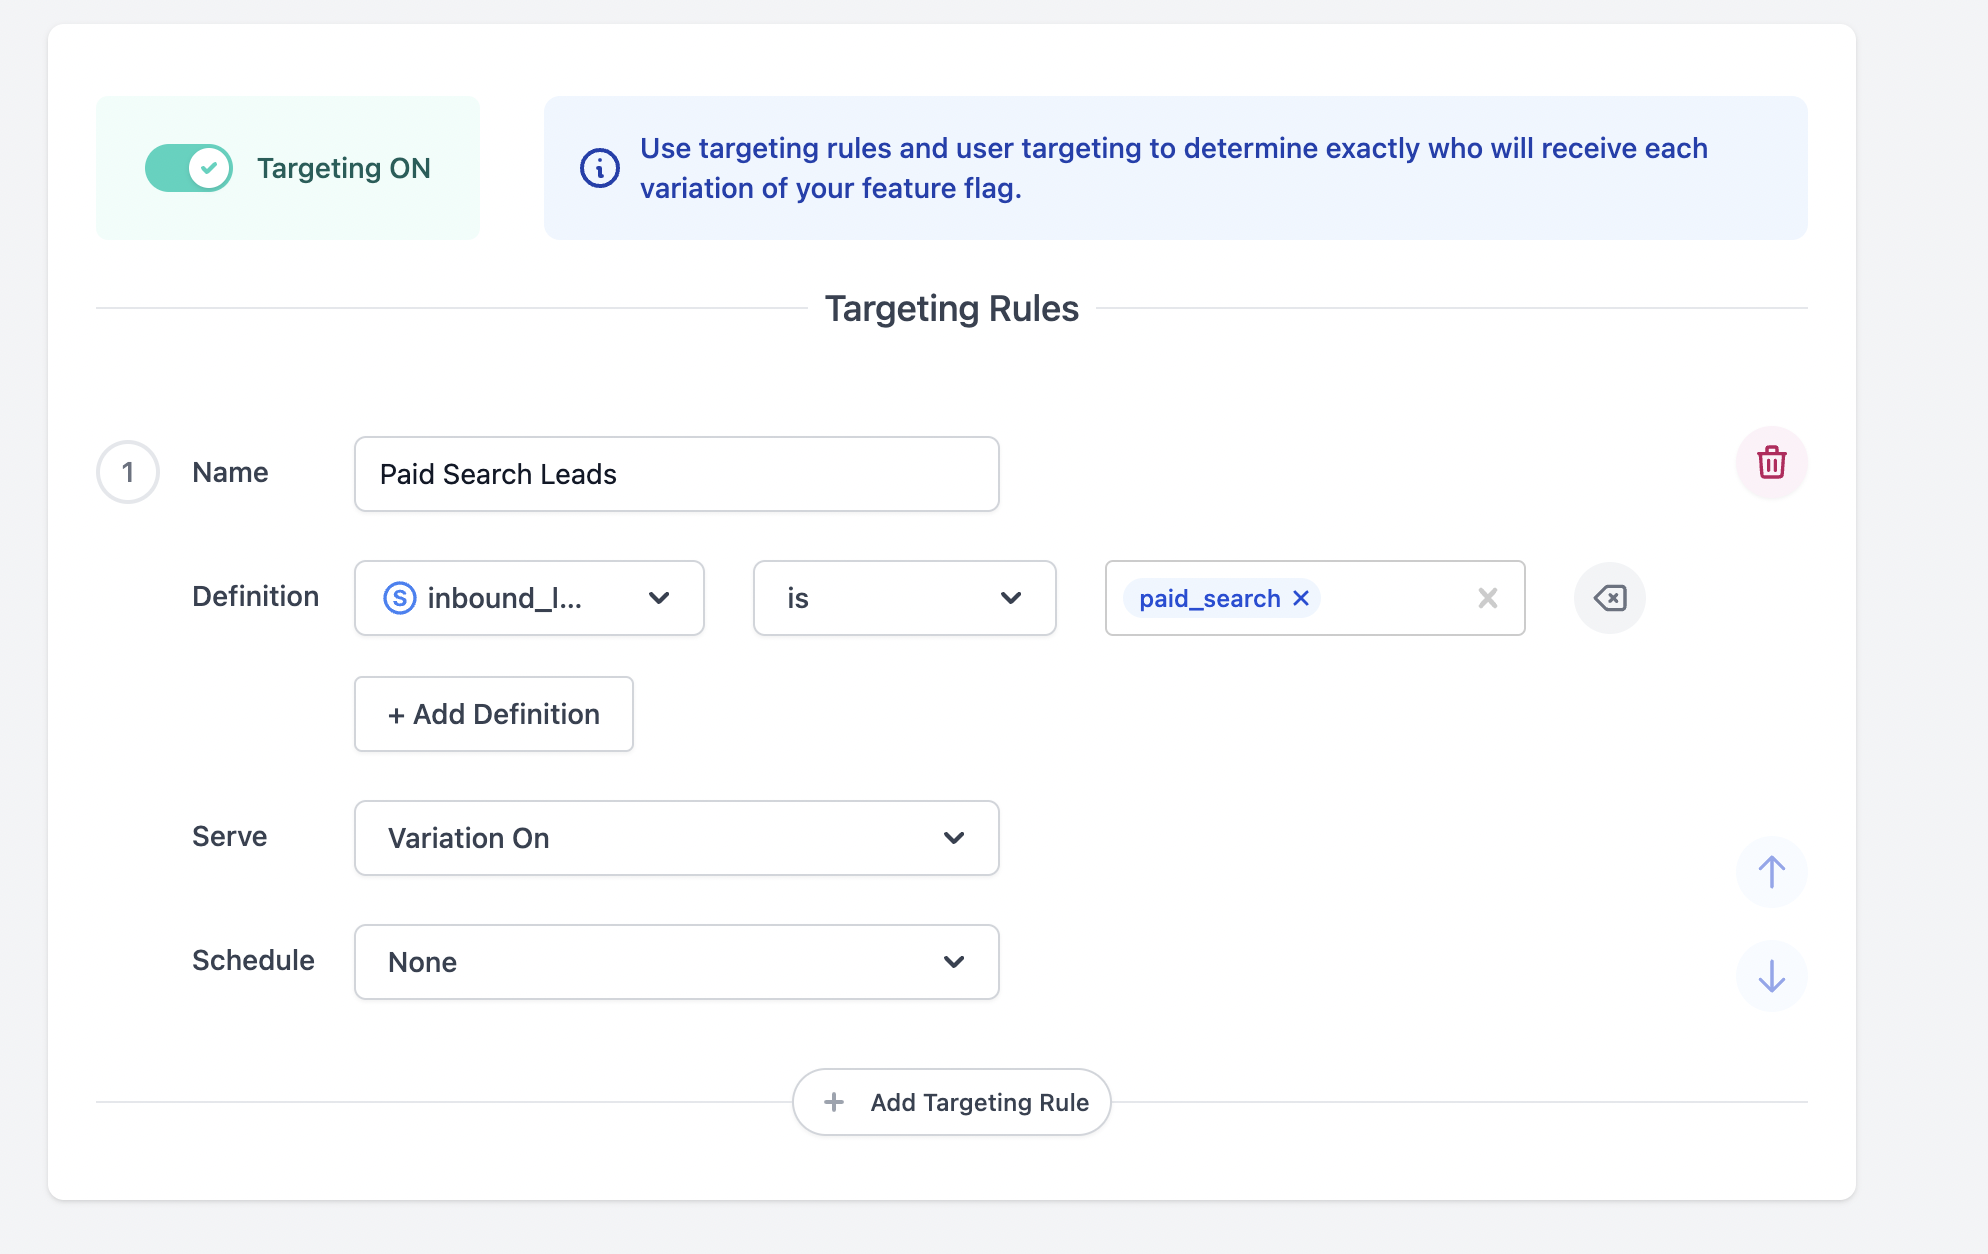 Targeting ON
Use targeting rules and user targeting to determine exactly who will receive each
variation of your feature flag.
Targeting Rules
1
Name
Paid Search Leads
Definition
S inbound_l...
is
paid_search
+ Add Definition
Serve
Variation On
Schedule
None
+ Add Targeting Rule